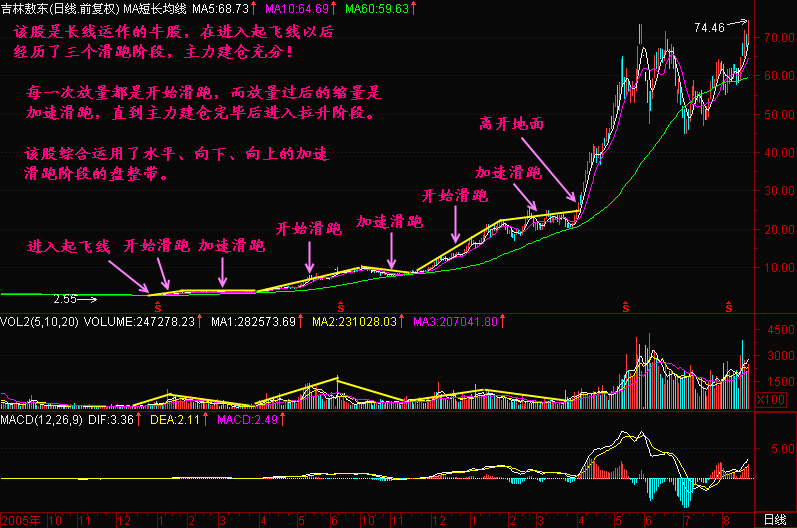 吉林敖东(日线.前复权) MA短长均线 MA5:68.73↑ MA10:64.69↑ MA60:59.63↑
该股是长线运作的牛股，在进入起飞线以后
经历了三个滑跑阶段，主力建仓充分！
每一次放量都是开始滑跑，而放量过后的缩量是
加速滑跑，直到主力建仓完毕后进入拉升阶段。
该股综合运用了水平、向下、向上的加速
滑跑阶段的盘整带。
74.46
70.00
60.00
50.00
40.00
30.00
20.00
10.00
离开地面
加速滑跑
开始滑跑
加速滑跑
开始滑跑
进入起飞线 开始滑跑 加速滑跑
2.55
S S S S
VOL2(5,10,20) VOLUME:247278.23↑ MA1:282573.69↑ MA2:231028.03↑ MA3:207041.80↑
4500
3000
1500
X100
MACD(12,26,9) DIF:3.36↑ DEA:2.11↑ MACD:2.49↑
5.00
0.00
2005年 10 11 12 1 2 3 4 5 6 10 11 12 1 2 3 4 5 6 7 8 日线